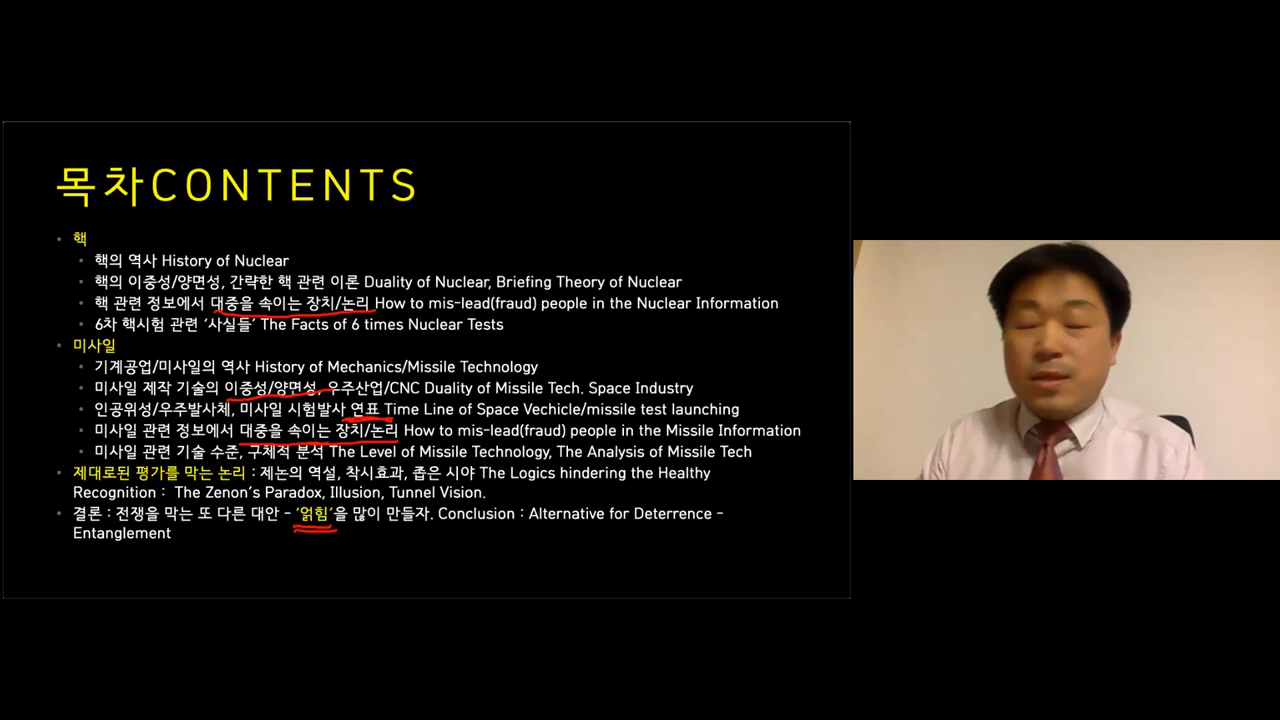 목차CONTENTS
핵
핵의 역사 History of Nuclear
핵의 이중성/양면성, 간략한 핵 관련 이론 Duality of Nuclear, Briefing Theory of Nuclear
핵 관련 정보에서 대중을 속이는 장치/논리 How to mis-lead(fraud) people in the Nuclear Information
6차 핵시험 관련 ‘사실들’ The Facts of 6 times Nuclear Tests
미사일
기계공업/미사일의 역사 History of Mechanics/Missile Technology
미사일 제작 기술의 이중성/양면성, 우주산업/CNC Duality of Missile Tech. Space Industry
인공위성/우주발사체, 미사일 시험발사 연표 Time Line of Space Vechicle/missile test launching
미사일 관련 정보에서 대중을 속이는 장치/논리 How to mis-lead(fraud) people in the Missile Information
미사일 관련 기술 수준, 구체적 분석 The Level of Missile Technology, The Analysis of Missile Tech
제대로된 평가를 막는 논리 : 제논의 역설, 착시효과, 좁은 시야 The Logics hindering the Healthy
Recognition : The Zenon’s Paradox, Illusion, Tunnel Vision.
결론 : 전쟁을 막는 또 다른 대안 – ‘얽힘’을 많이 만들자. Conclusion : Alternative for Deterrence –
Entanglement